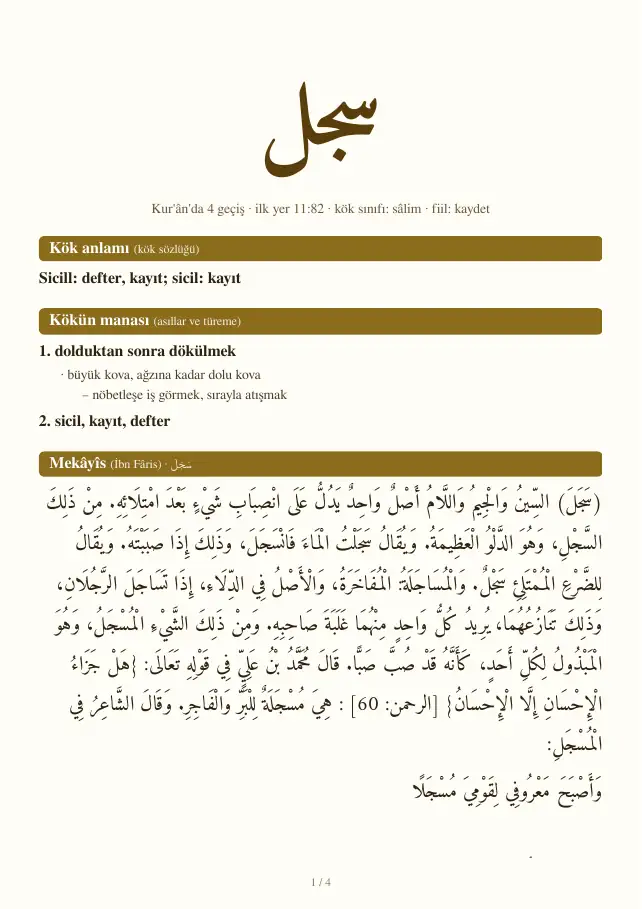 سجل
Kur'ân'da 4 geçiş · ilk yer 11:82 · kök sınıfı: sâlim · fiil: kaydet
Kök anlamı (kök sözlüğü)
Sicill: defter, kayıt; sicil: kayıt
Kökün manası (asıllar ve türeme)
1. dolduktan sonra dökülmek
· büyük kova, ağzına kadar dolu kova
– nöbetleşe iş görmek, sırayla atışmak
2. sicil, kayıt, defter
Mekâyîs (İbn Fâris) · سَجَلَ
(سَجَلَ) السِّينُ وَالْجِيمُ وَاللَّامُ أَصْلٌ وَاحِدٌ يَدُلُّ عَلَى انْصِبَابِ شَيْءٍ بَعْدَ امْتِلَائِهِ. مِنْ ذَلِكَ
السَّجْلِ، وَهُوَ الدَّلْوُ الْعَظِيمَةُ. وَيُقَالُ سَجَلْتُ الْمَاءَ فَانْسَجَلَ، وَذَلِكَ إِذَا صَبَبْتَهُ. وَيُقَالُ
لِلضَّرْعِ الْمُمْتَلِئِ سَجْلٌ. وَالْمُسَاجَلَةُ: الْمُفَاخَرَةُ، وَالْأَصْلُ فِي الدِّلَاءِ، إِذَا تَسَاجَلَ الرَّجُلَانِ،
وَذَلِكَ تَنَازُعُهُمَا، يُرِيدُ كُلُّ وَاحِدٍ مِنْهُمَا غَلَبَةَ صَاحِبِهِ. وَمِنْ ذَلِكَ الشَّيْءِ الْمُسْجَلُ، وَهُوَ
الْمَبْذُولُ لِكُلِّ أَحَدٍ، كَأَنَّهُ قَدْ صُبَّ صَبًّا. قَالَ مُحَمَّدُ بْنُ عَلِيٍّ فِي قَوْلِهِ تَعَالَى: {هَلْ جَزَاءُ
الْإِحْسَانِ إِلَّا الْإِحْسَانُ} [الرحمن: 60] : هِيَ مُسْجَلَةٌ لِلْبَرِّ وَالْفَاجِرِ. وَقَالَ الشَّاعِرُ فِي
الْمُسْجَلِ:
وَأَصْبَحَ مَعْرُوفِي لِقَوْمِيَ مُسْجَلًا
.
1 / 4